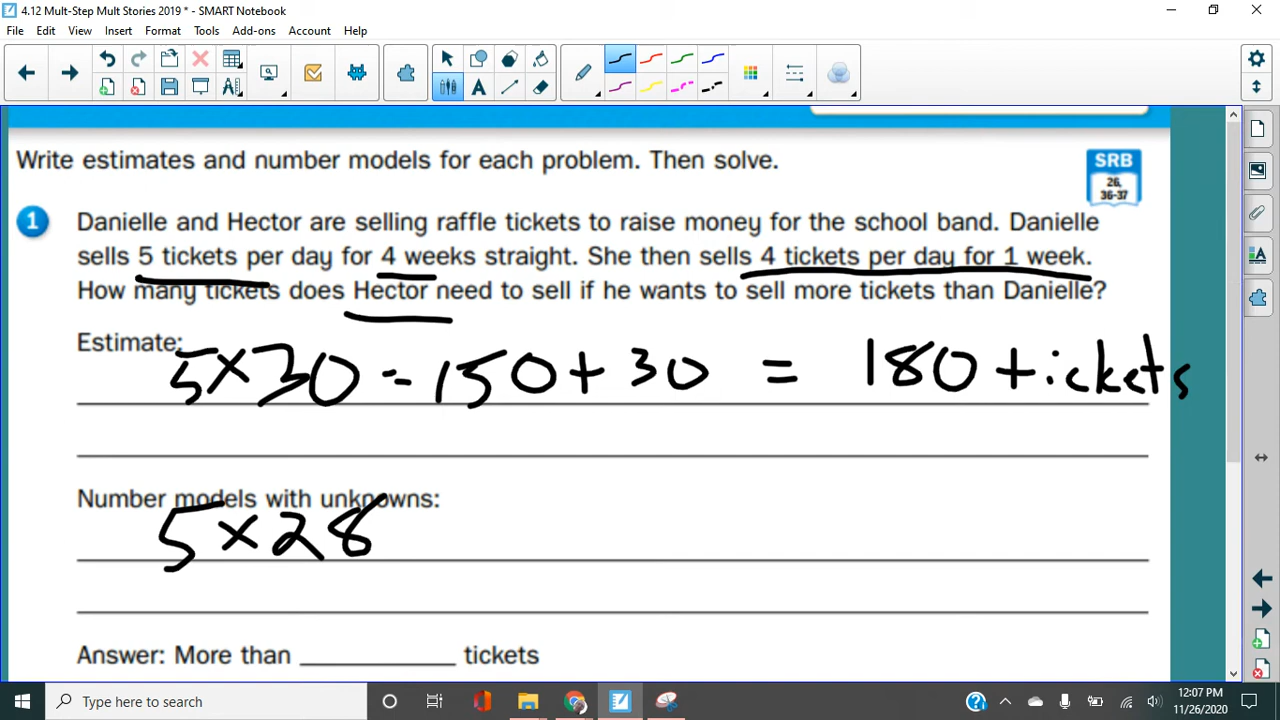 4.12 Mult-Step Mult Stories 2019 * - SMART Notebook
File Edit View Insert Format Tools Add-ons Account Help
Write estimates and number models for each problem. Then solve.
SRB
26,
36-37
1 Danielle and Hector are selling raffle tickets to raise money for the school band. Danielle
sells 5 tickets per day for 4 weeks straight. She then sells 4 tickets per day for 1 week.
How many tickets does Hector need to sell if he wants to sell more tickets than Danielle?
Estimate:
5×30 = 150 + 30 = 180 tickets
Number models with unknowns:
5×28
Answer: More than ___________ tickets
Type here to search
12:07 PM
11/26/2020